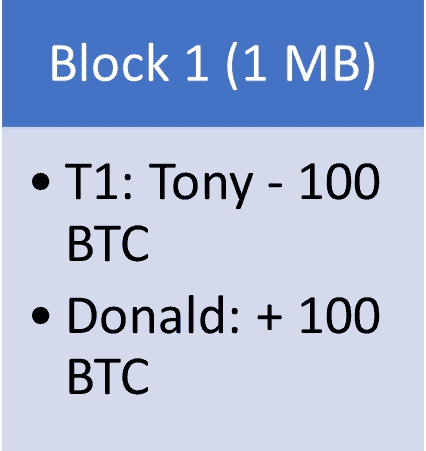 Block 1 (1 MB)
• T1: Tony - 100
BTC
• Donald: + 100
BTC